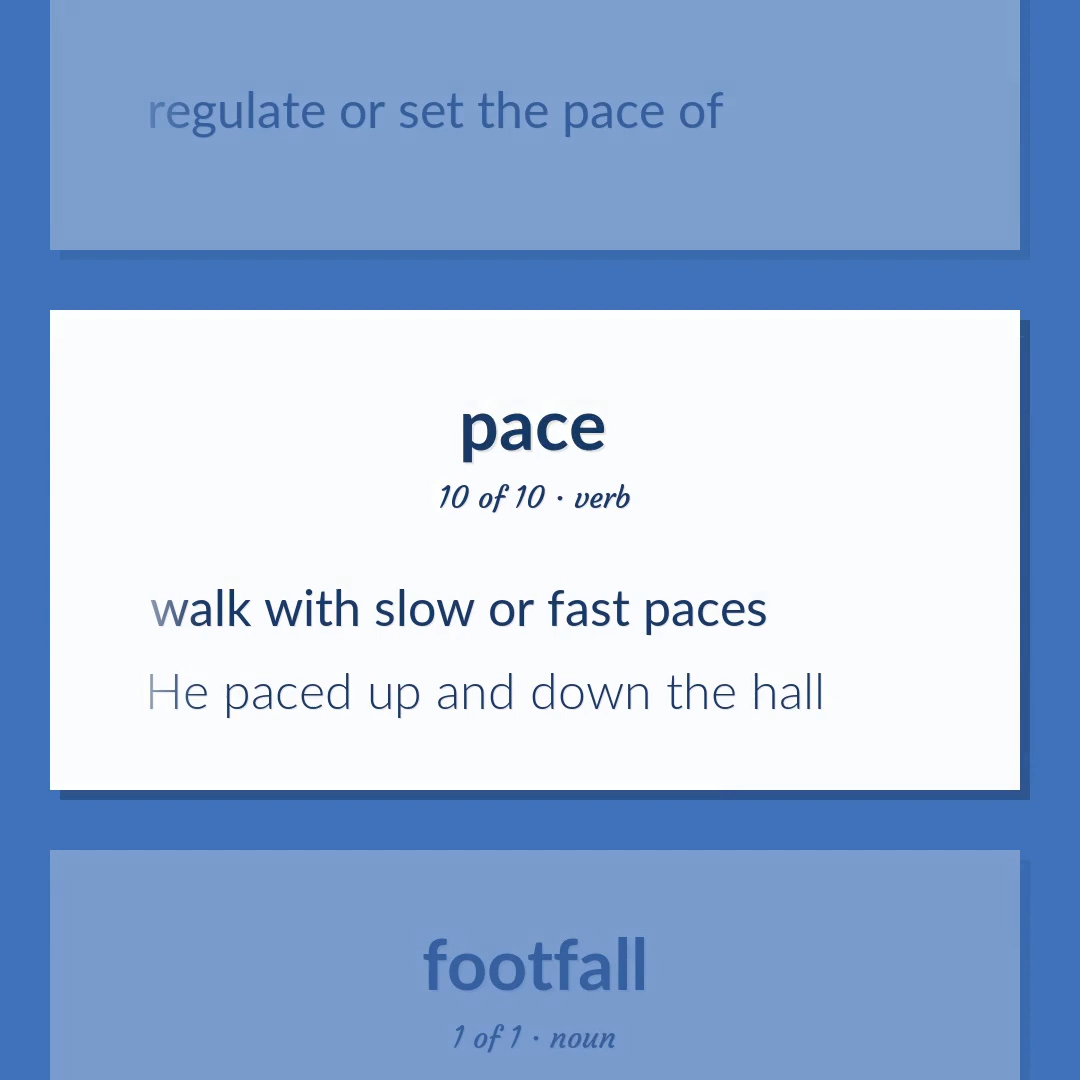 regulate or set the pace of
pace
10 of 10 · verb
walk with slow or fast paces
He paced up and down the hall
footfall
1 of 1 · noun